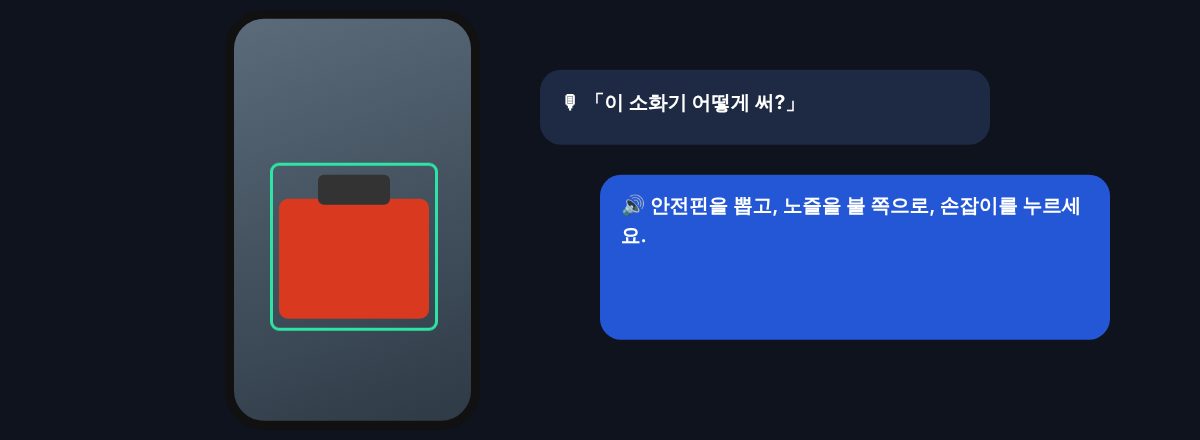 🎙「이 소화기 어떻게 써?」
🔊 안전핀을 뽑고, 노즐을 불 쪽으로, 손잡이를 누르세
요.